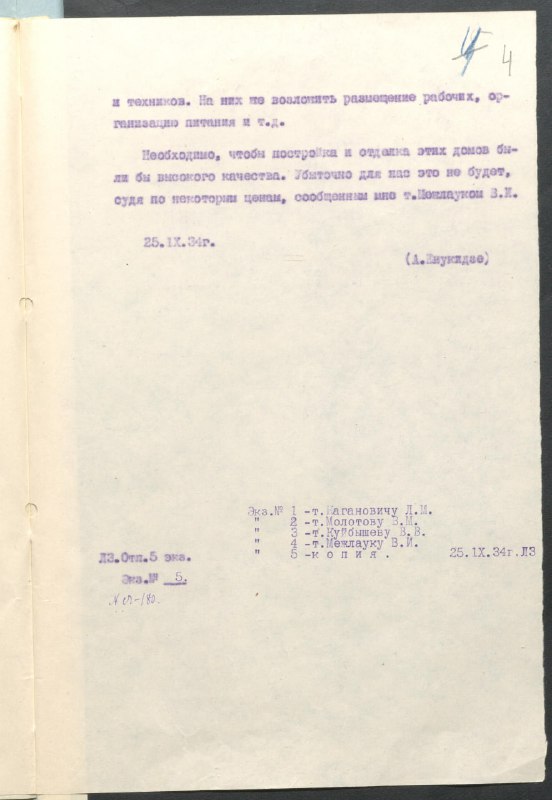 4
и техников. На них же возложить размещение рабочих, ор-
ганизацию питания и т.д.
Необходимо, чтобы постройка и отделка этих домов бы-
ли бы высокого качества. Убыточно для нас это не будет,
судя по некоторым ценам, сообщенным мне т.Межлауком В.И.
25.IX.34г.
(А.Енукидзе)
Экз.№ 1 -т.Кагановичу Л.М.
" 2 -т.Молотову В.М.
" 3 -т.Куйбышеву В.В.
" 4 -т.Межлауку В.И.
" 5 -к о п и я . 25.IX.34г.ЛЗ
ЛЗ.Отп.5 экз.
Экз.№ 5.